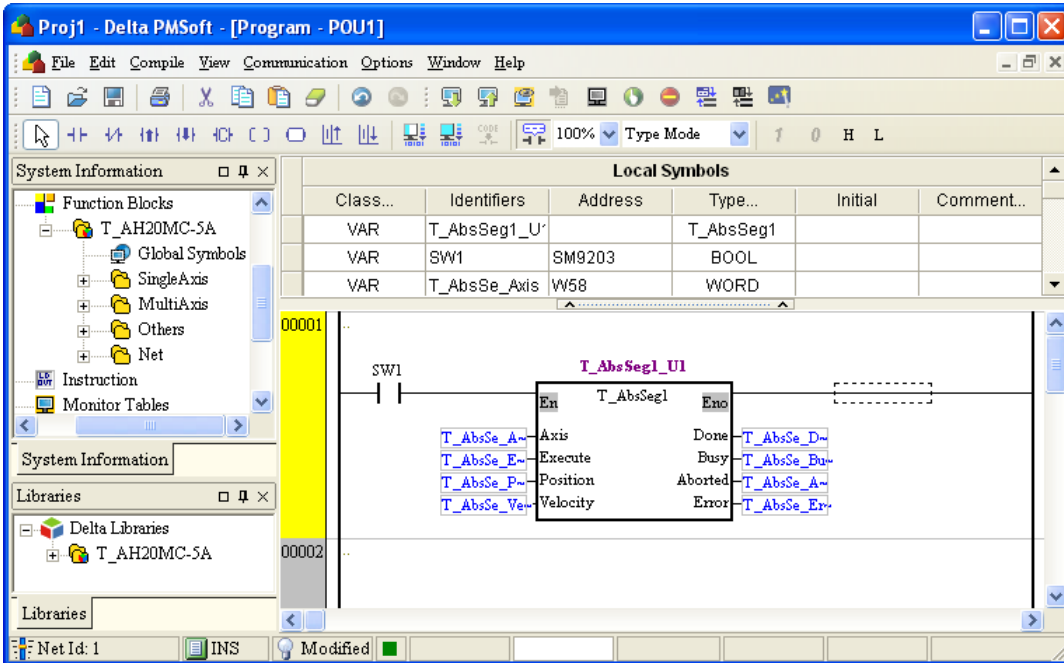 Proj1 - Delta PMSoft - [Program - POU1]
File Edit Compile View Communication Options Window Help
CODE 100% Type Mode 1 0 H L
System Information
Function Blocks
T_AH20MC-5A
Global Symbols
SingleAxis
MultiAxis
Others
Net
Instruction
Monitor Tables
System Information
Libraries
Delta Libraries
T_AH20MC-5A
Libraries
Local Symbols
Class... Identifiers Address Type... Initial Comment...
VAR T_AbsSeg1_U1 T_AbsSeg1
VAR SW1 SM9203 BOOL
VAR T_AbsSe_Axis W58 WORD
00001
SW1
T_AbsSeg1_U1
En T_AbsSeg1 Eno
T_AbsSe_A~ Axis Done T_AbsSe_D~
T_AbsSe_E~ Execute Busy T_AbsSe_Bu~
T_AbsSe_P~ Position Aborted T_AbsSe_A~
T_AbsSe_Ve~ Velocity Error T_AbsSe_Er~
00002
Net Id: 1 INS Modified